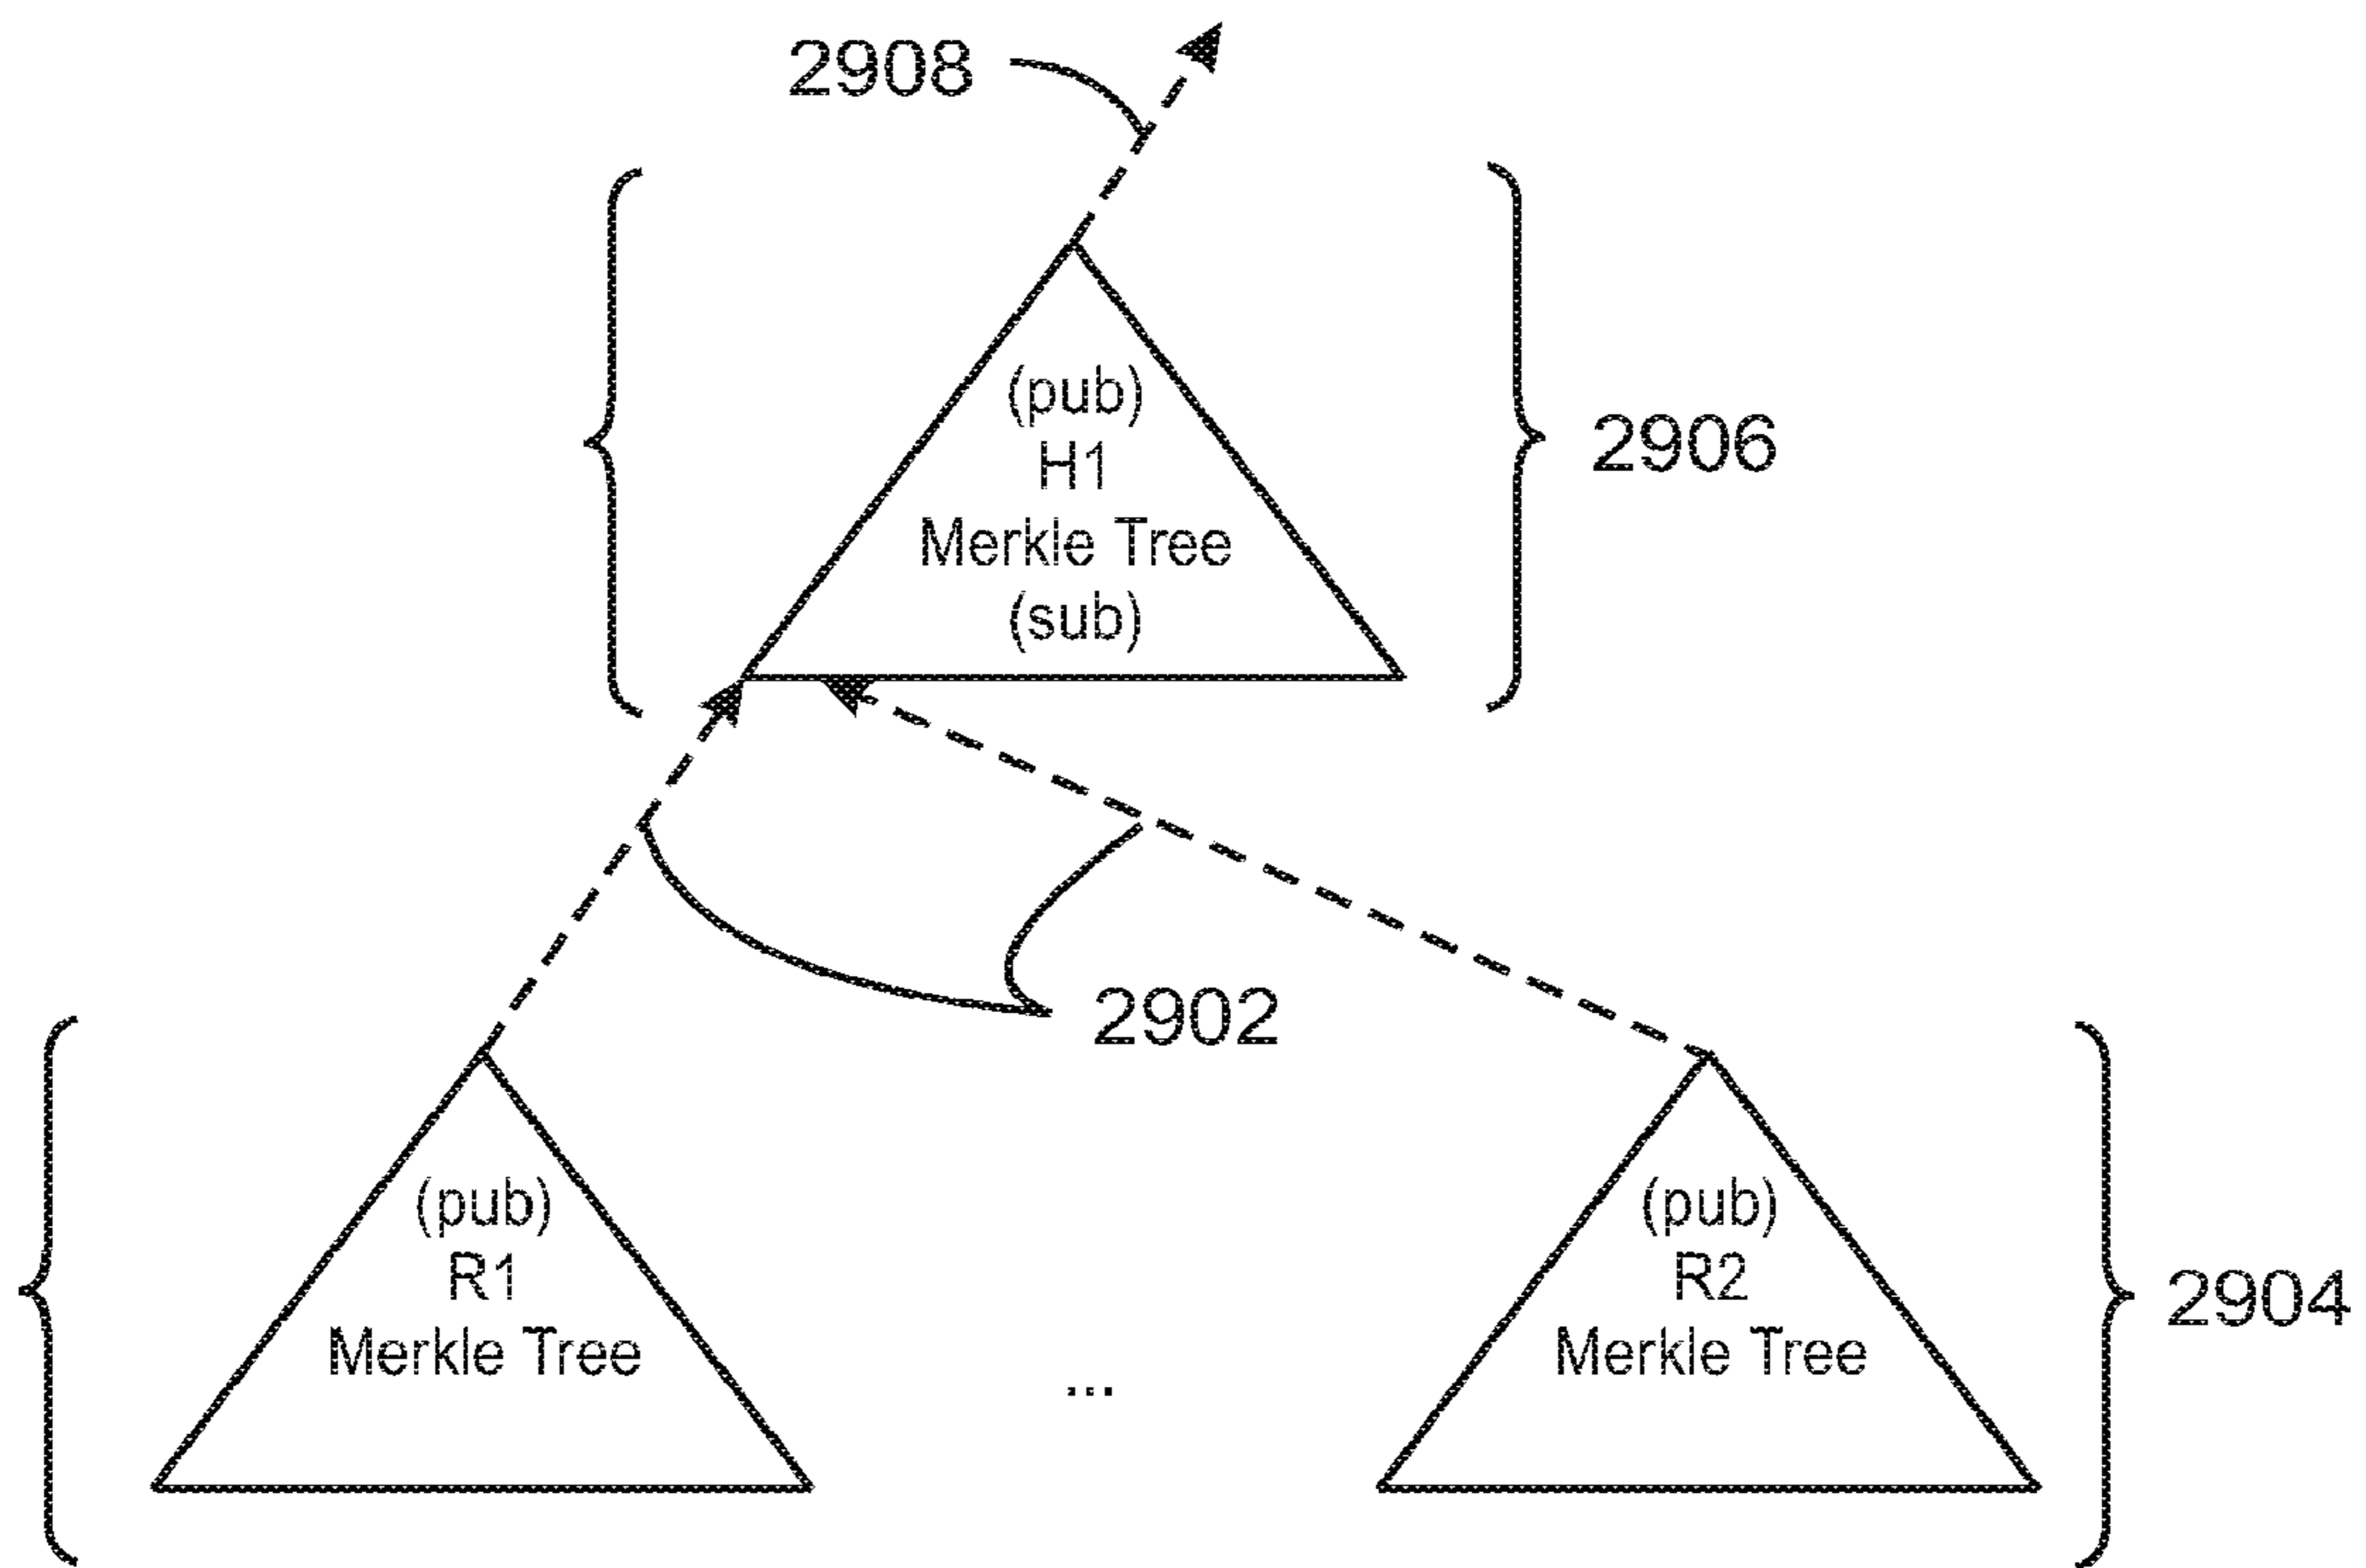 2908
(pub)
H1
Merkle Tree
(sub)
2906
2902
(pub)
R1
Merkle Tree
...
(pub)
R2
Merkle Tree
2904